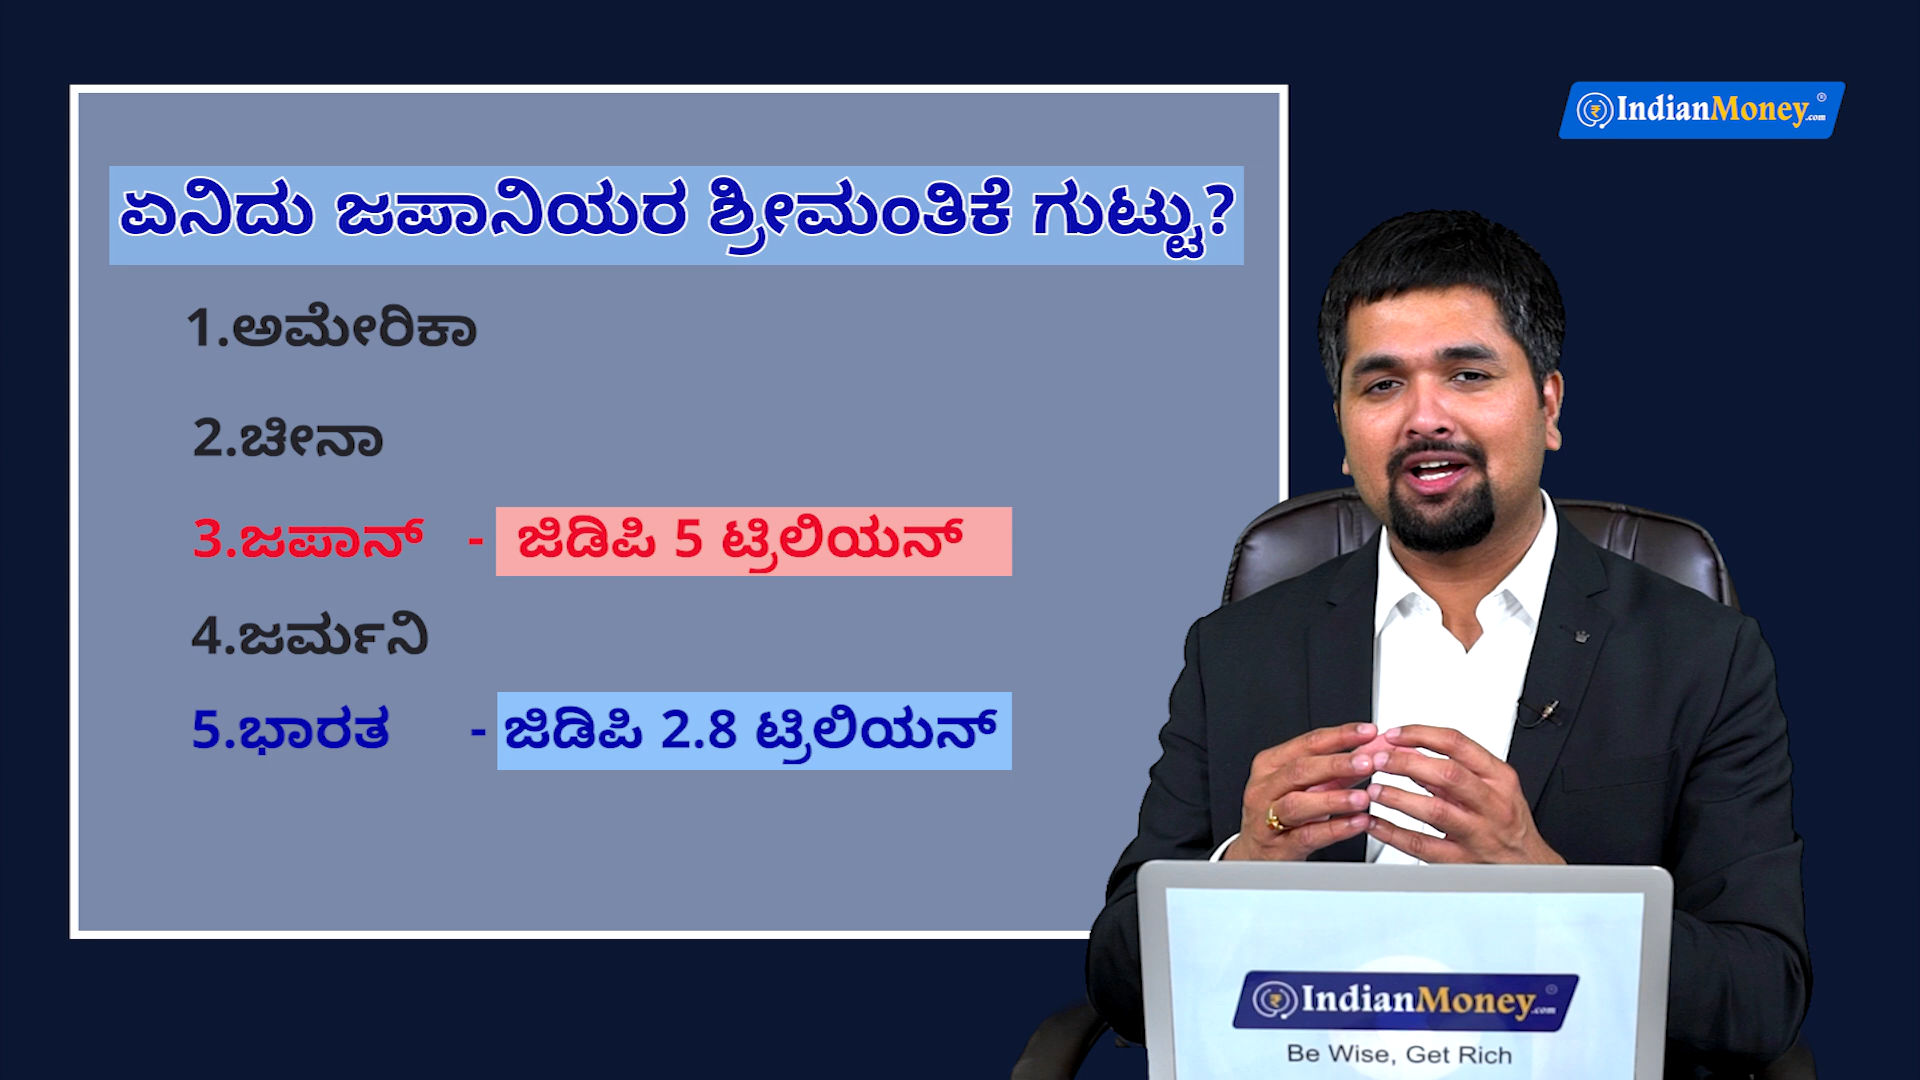 IndianMoney.com
ಏನಿದು ಜಪಾನಿಯರ ಶ್ರೀಮಂತಿಕೆ ಗುಟ್ಟು?
1.ಅಮೇರಿಕಾ
2.ಚೀನಾ
3.ಜಪಾನ್ - ಜಿಡಿಪಿ 5 ಟ್ರಿಲಿಯನ್
4.ಜರ್ಮನಿ
5.ಭಾರತ - ಜಿಡಿಪಿ 2.8 ಟ್ರಿಲಿಯನ್
IndianMoney.com
Be Wise, Get Rich